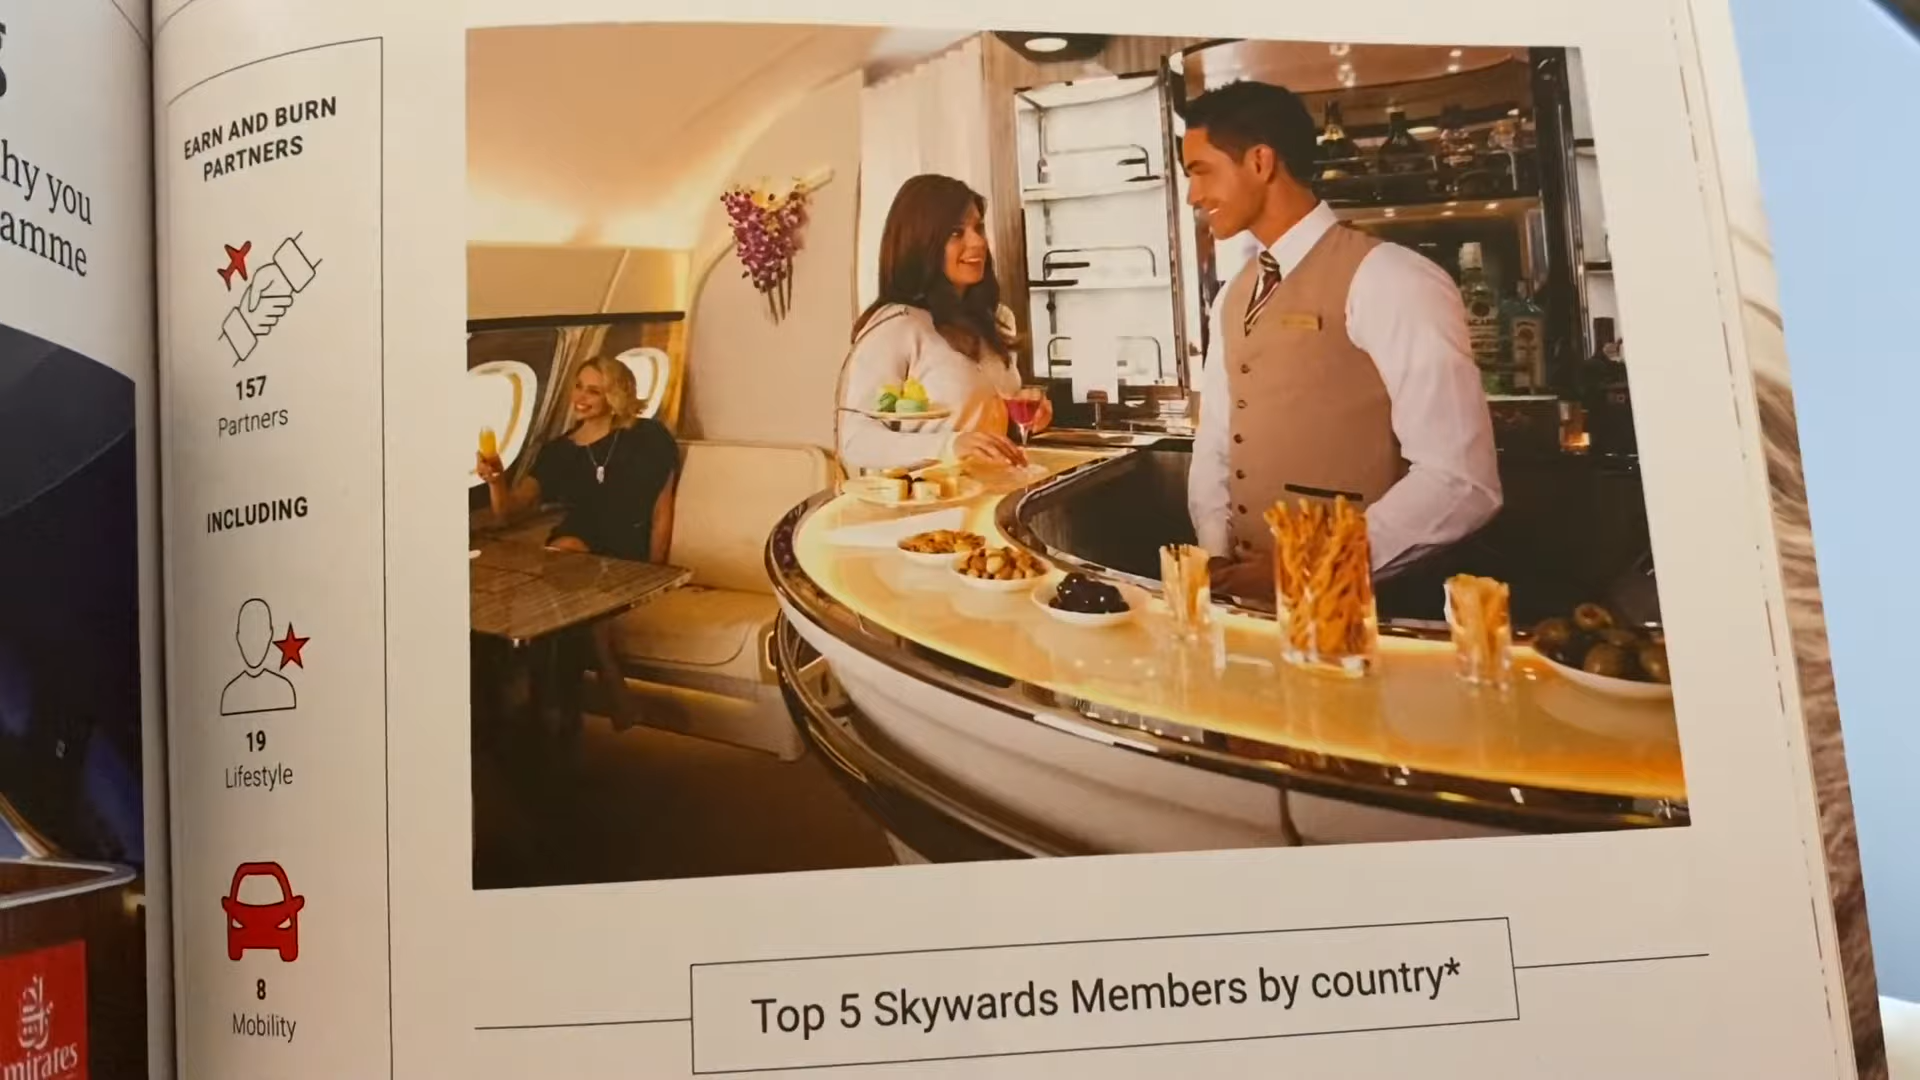 hy you
amme
EARN AND BURN
PARTNERS
157
Partners
INCLUDING
19
Lifestyle
8
Mobility
Top 5 Skywards Members by country*